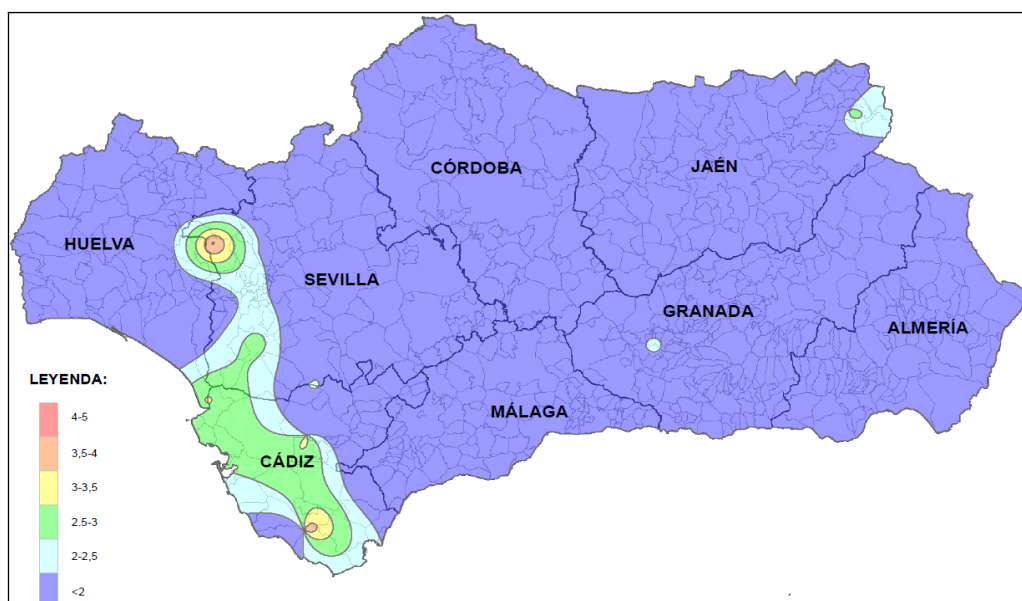 CÓRDOBA
JAÉN
HUELVA
SEVILLA
GRANADA
ALMERÍA
MÁLAGA
CÁDIZ
LEYENDA:
4-5
3,5-4
3-3,5
2.5-3
2-2,5
<2